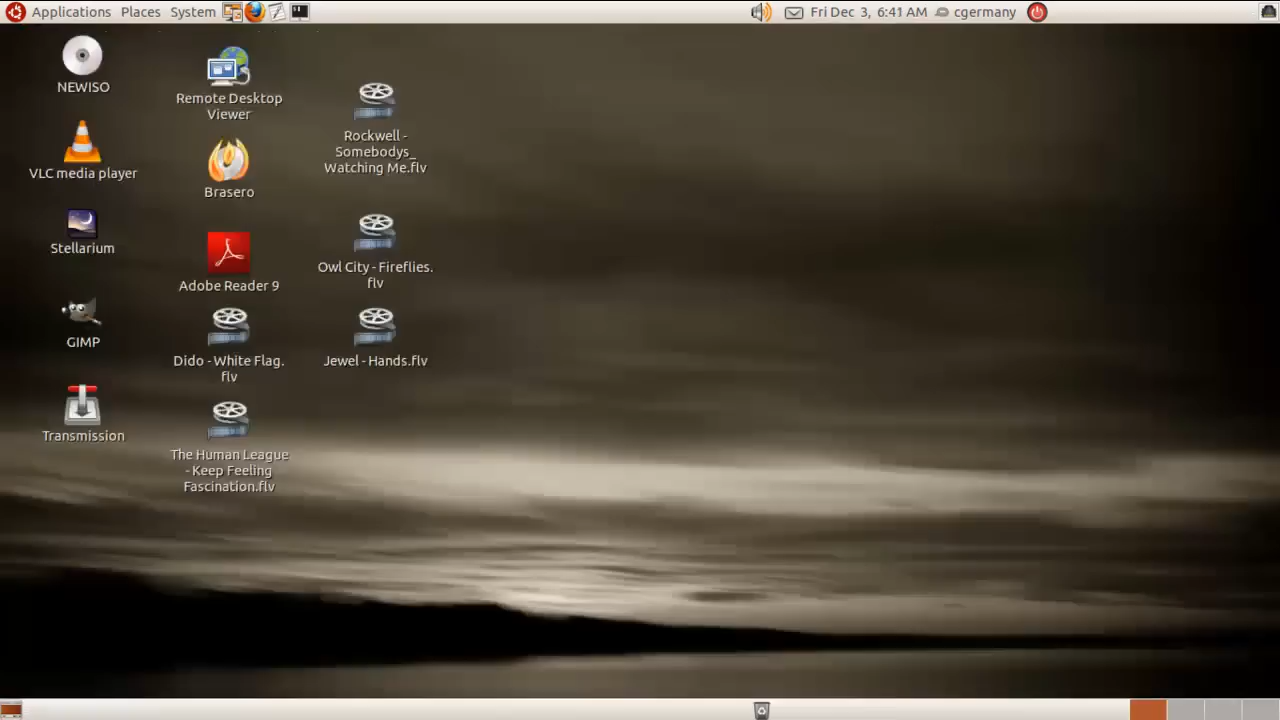 Applications Places System
Fri Dec 3, 6:41 AM cgermany
NEWISO
VLC media player
Stellarium
GIMP
Transmission
Remote Desktop
Viewer
Brasero
Adobe Reader 9
Dido - White Flag.
flv
The Human League
- Keep Feeling
Fascination.flv
Rockwell -
Somebodys_
Watching Me.flv
Owl City - Fireflies.
flv
Jewel - Hands.flv